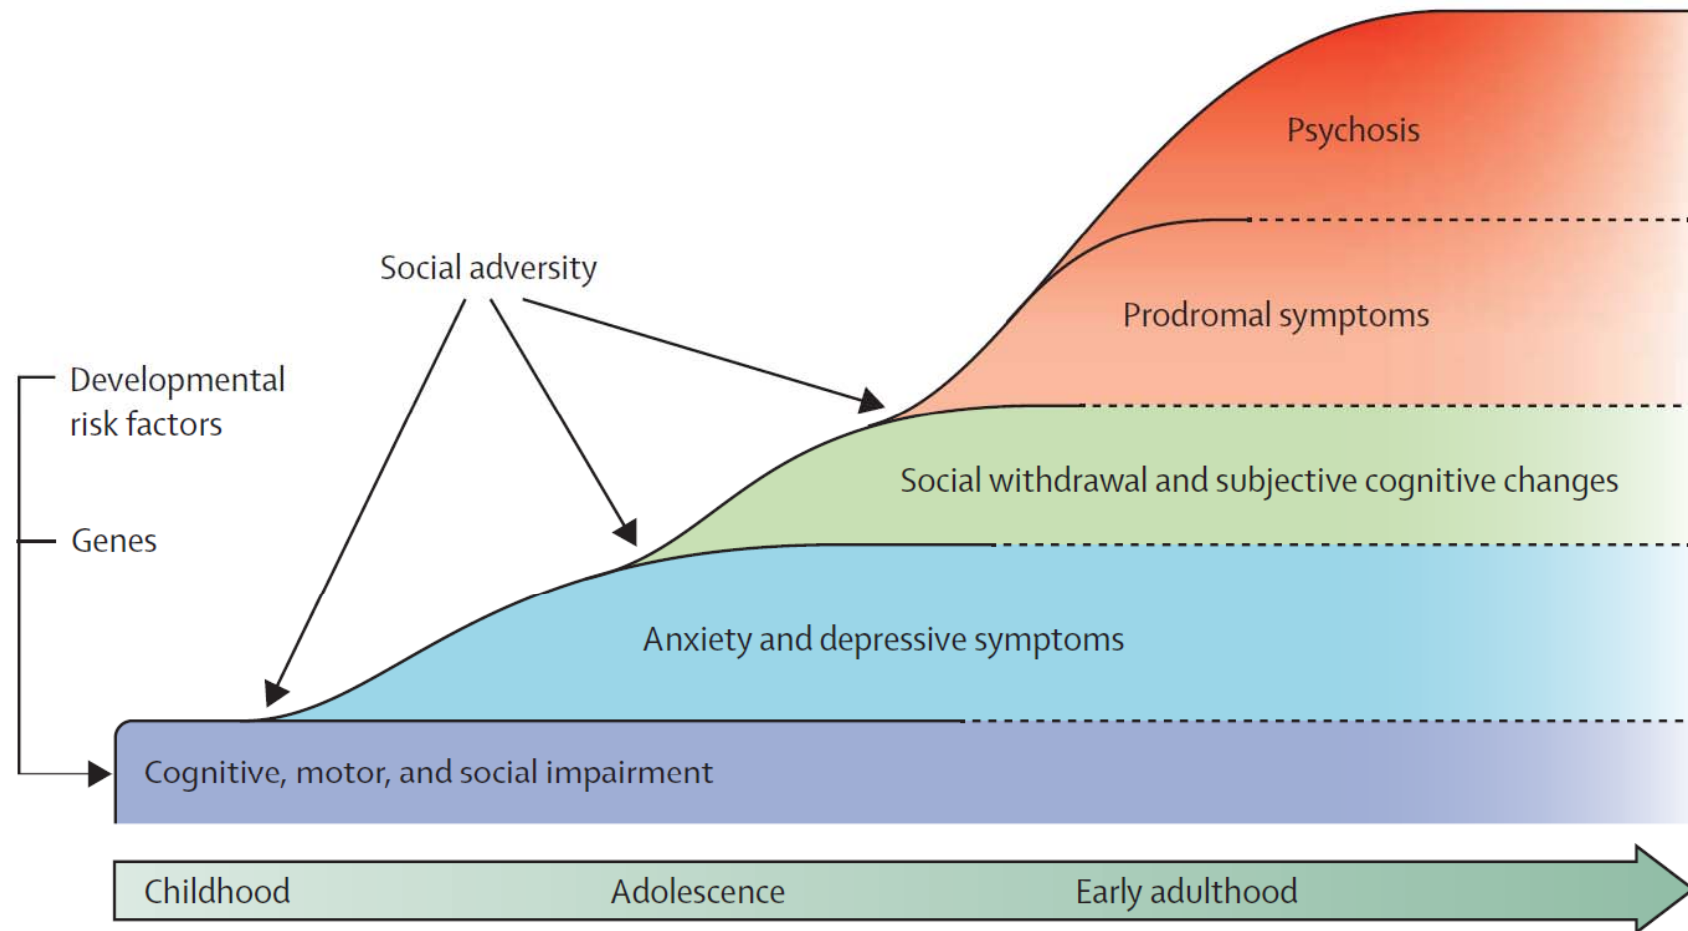 Psychosis
Social adversity
Prodromal symptoms
Developmental
risk factors
Social withdrawal and subjective cognitive changes
Genes
Anxiety and depressive symptoms
Cognitive, motor, and social impairment
Childhood
Adolescence
Early adulthood